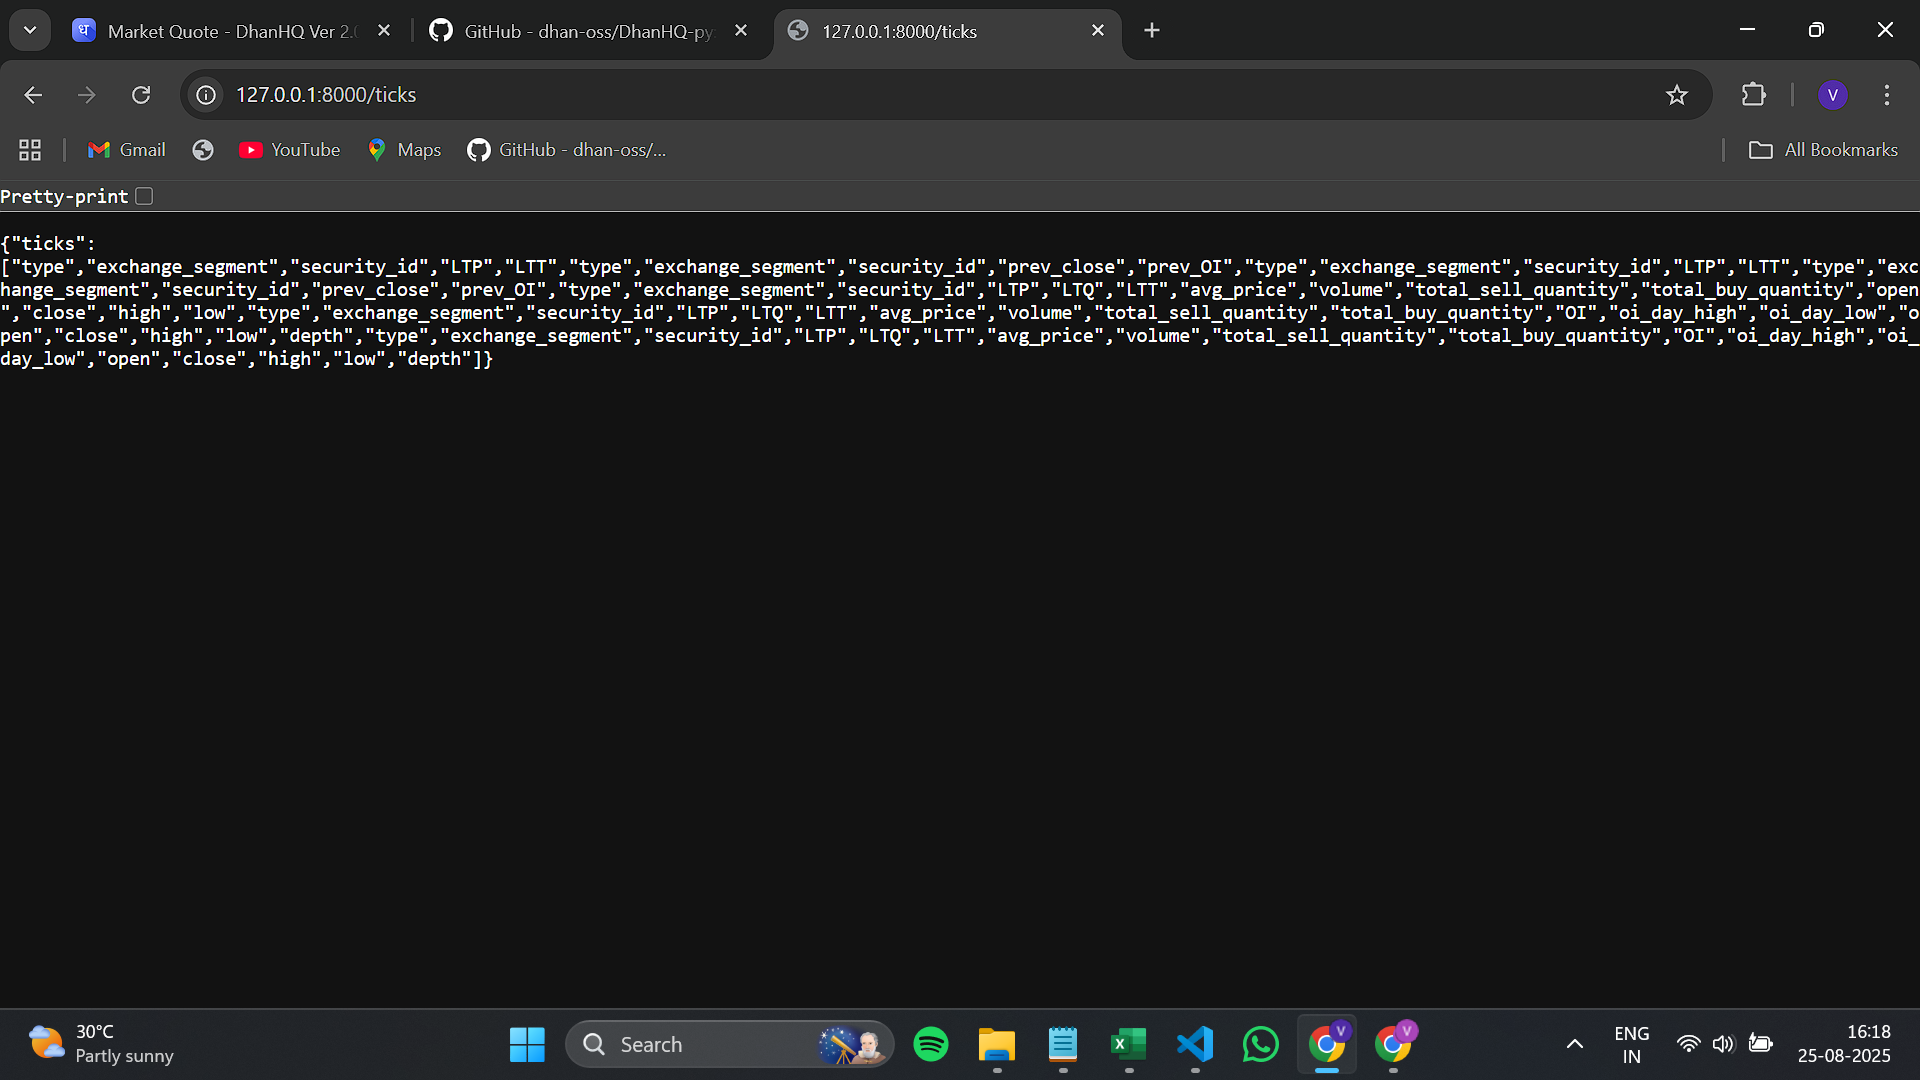 Market Quote - DhanHQ Ver 2.
GitHub - dhan-oss/DhanHQ-py
127.0.0.1:8000/ticks
127.0.0.1:8000/ticks
V
Gmail
YouTube
Maps
GitHub - dhan-oss/...
All Bookmarks
Pretty-print
{"ticks":
["type","exchange_segment","security_id","LTP","LTT","type","exchange_segment","security_id","prev_close","prev_OI","type","exchange_segment","security_id","LTP","LTT","type","exc
hange_segment","security_id","prev_close","prev_OI","type","exchange_segment","security_id","LTP","LTQ","LTT","avg_price","volume","total_sell_quantity","total_buy_quantity","open
","close","high","low","type","exchange_segment","security_id","LTP","LTQ","LTT","avg_price","volume","total_sell_quantity","total_buy_quantity","OI","oi_day_high","oi_day_low","o
pen","close","high","low","depth","type","exchange_segment","security_id","LTP","LTQ","LTT","avg_price","volume","total_sell_quantity","total_buy_quantity","OI","oi_day_high","oi_
day_low","open","close","high","low","depth"]}
30°C
Partly sunny
Search
V
V
ENG
IN
16:18
25-08-2025